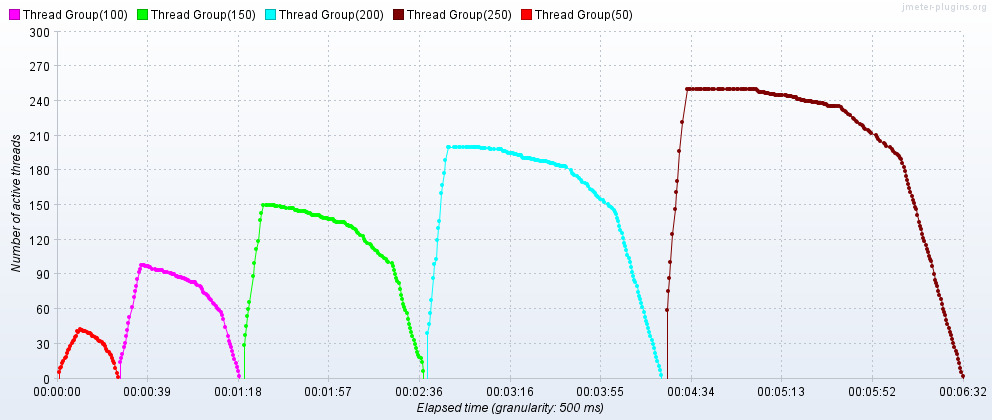 jmeter-plugins.org
Thread Group(100) Thread Group(150) Thread Group(200) Thread Group(250) Thread Group(50)
300
270
240
210
180
150
120
90
60
30
0
Number of active threads
00:00:00 00:00:39 00:01:18 00:01:57 00:02:36 00:03:16 00:03:55 00:04:34 00:05:13 00:05:52 00:06:32
Elapsed time (granularity: 500 ms)